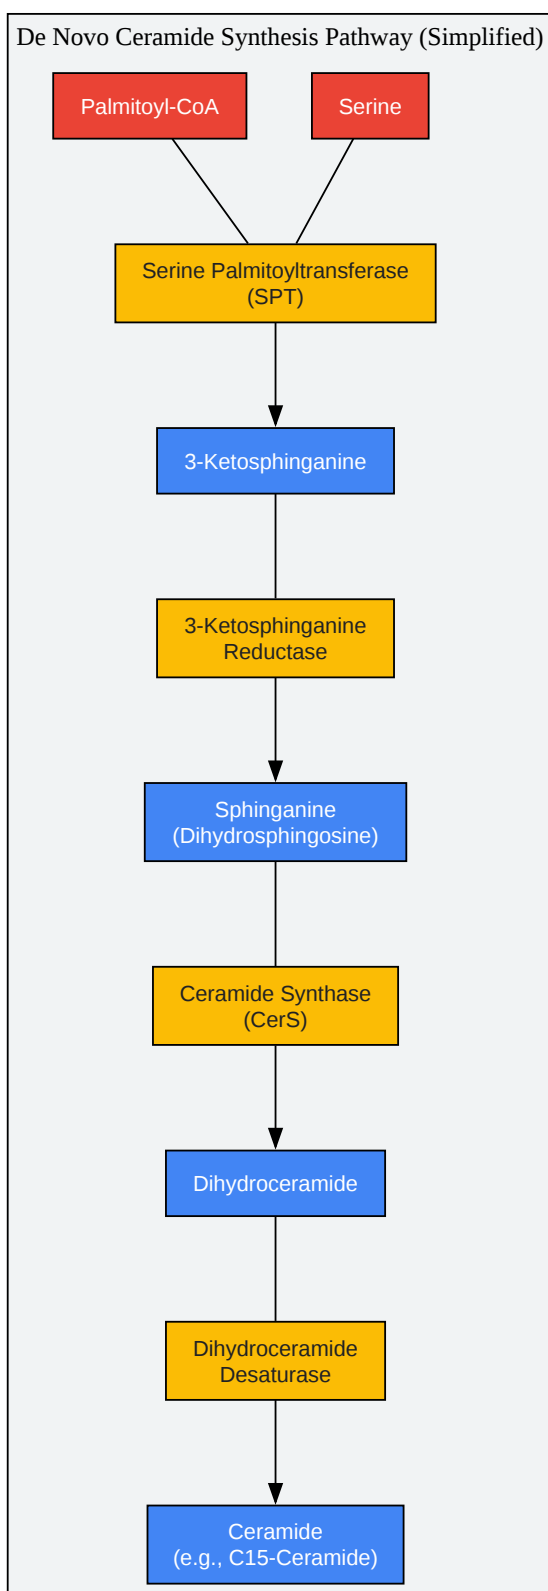 De Novo Ceramide Synthesis Pathway (Simplified)
Palmitoyl-CoA
Serine
Serine Palmitoyltransferase
(SPT)
3-Ketosphinganine
3-Ketosphinganine
Reductase
Sphinganine
(Dihydrosphingosine)
Ceramide Synthase
(CerS)
Dihydroceramide
Dihydroceramide
Desaturase
Ceramide
(e.g., C15-Ceramide)